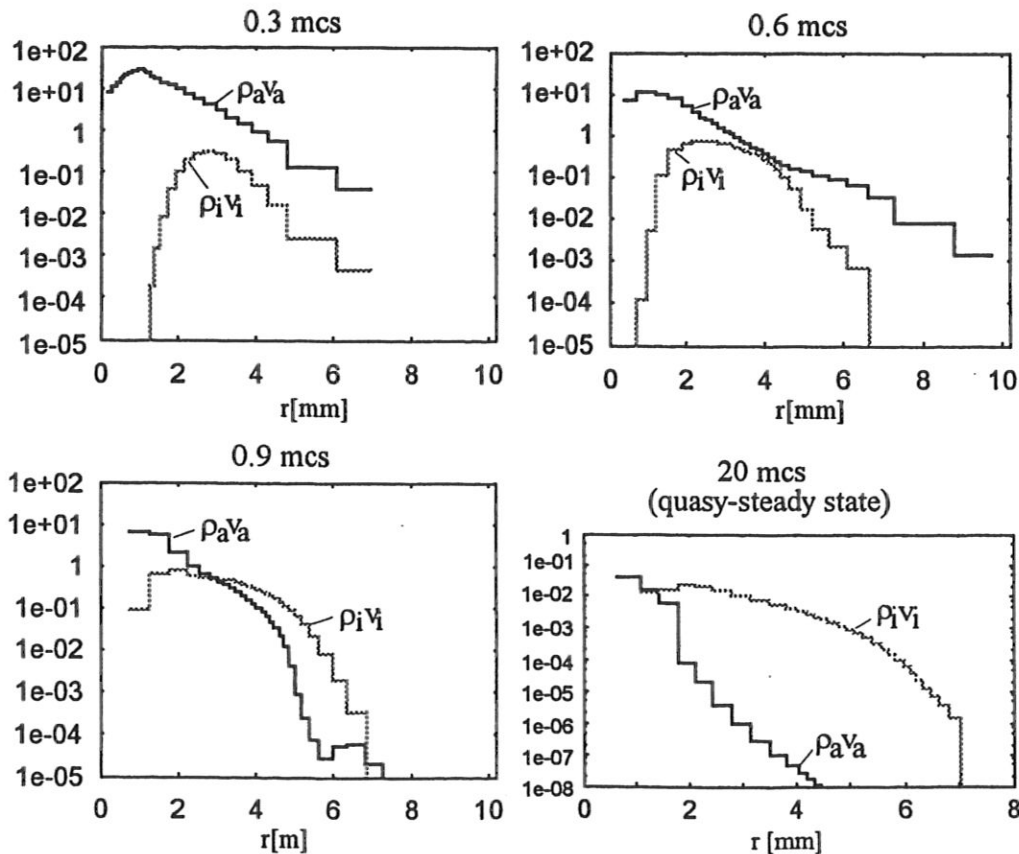 0.3 mcs
1e+02
1e+01
1
1e-01
1e-02
1e-03
1e-04
1e-05
ρava
ρivi
0 2 4 6 8 10
r[mm]
0.6 mcs
1e+02
1e+01
1
1e-01
1e-02
1e-03
1e-04
1e-05
ρava
ρivi
0 2 4 6 8 10
r[mm]
0.9 mcs
1e+02
1e+01
1
1e-01
1e-02
1e-03
1e-04
1e-05
ρava
ρivi
0 2 4 6 8 10
r[m]
20 mcs
(quasy-steady state)
1
1e-01
1e-02
1e-03
1e-04
1e-05
1e-06
1e-07
1e-08
ρivi
ρava
0 2 4 6 8
r [mm]